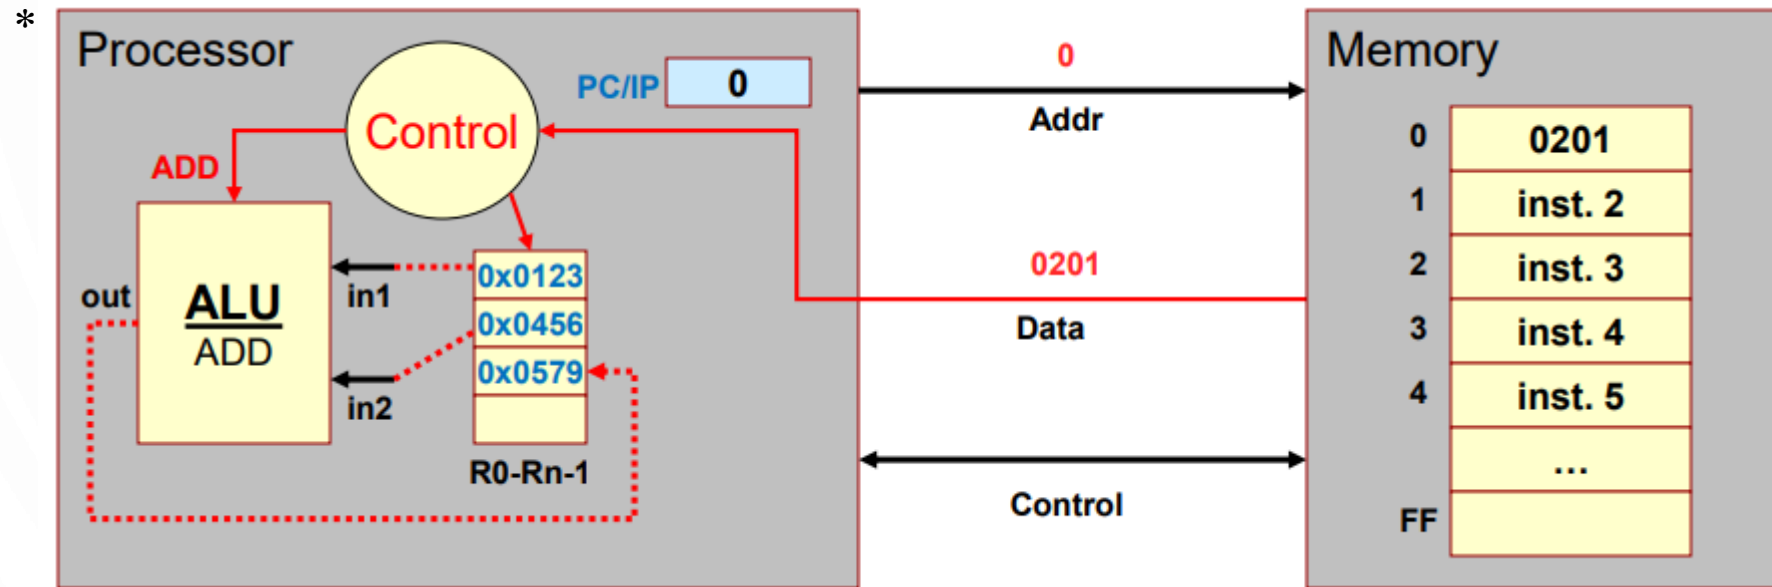 *
Processor
PC/IP 0
Control
ADD
ALU
ADD
out
in1
in2
0x0123
0x0456
0x0579
R0-Rn-1
0
Addr
0201
Data
Control
Memory
0 0201
1 inst. 2
2 inst. 3
3 inst. 4
4 inst. 5
...
FF